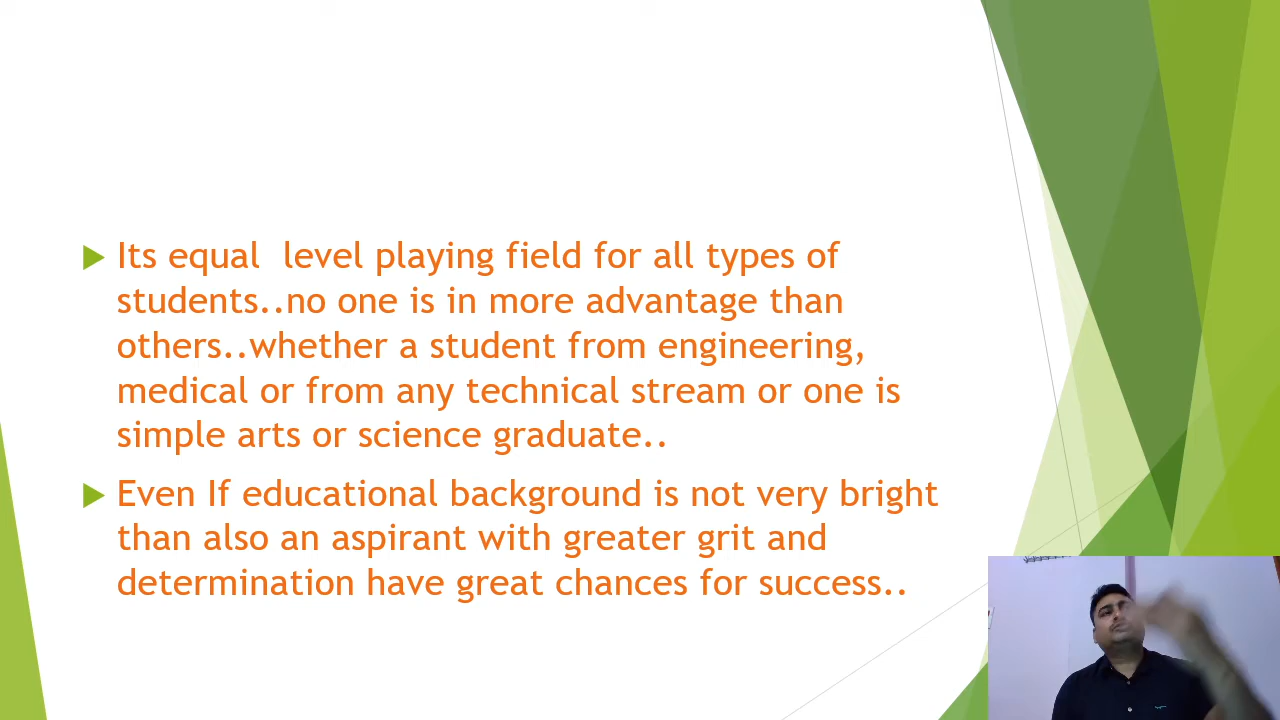 Its equal  level playing field for all types of
students..no one is in more advantage than
others..whether a student from engineering,
medical or from any technical stream or one is
simple arts or science graduate..
Even If educational background is not very bright
than also an aspirant with greater grit and
determination have great chances for success..